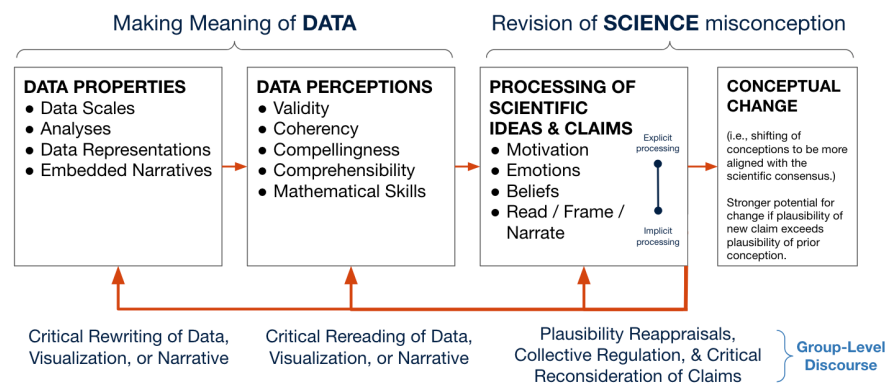 Making Meaning of DATA
Revision of SCIENCE misconception
DATA PROPERTIES
● Data Scales
● Analyses
● Data Representations
● Embedded Narratives
DATA PERCEPTIONS
● Validity
● Coherency
● Compellingness
● Comprehensibility
● Mathematical Skills
PROCESSING OF
SCIENTIFIC
IDEAS & CLAIMS
● Motivation
● Emotions
● Beliefs
● Read / Frame /
Narrate
Explicit
processing
Implicit
processing
CONCEPTUAL
CHANGE
(i.e., shifting of
conceptions to be more
aligned with the
scientific consensus.)
Stronger potential for
change if plausibility of
new claim exceeds
plausibility of prior
conception.
Critical Rewriting of Data,
Visualization, or Narrative
Critical Rereading of Data,
Visualization, or Narrative
Plausibility Reappraisals,
Collective Regulation, & Critical
Reconsideration of Claims
Group-Level
Discourse